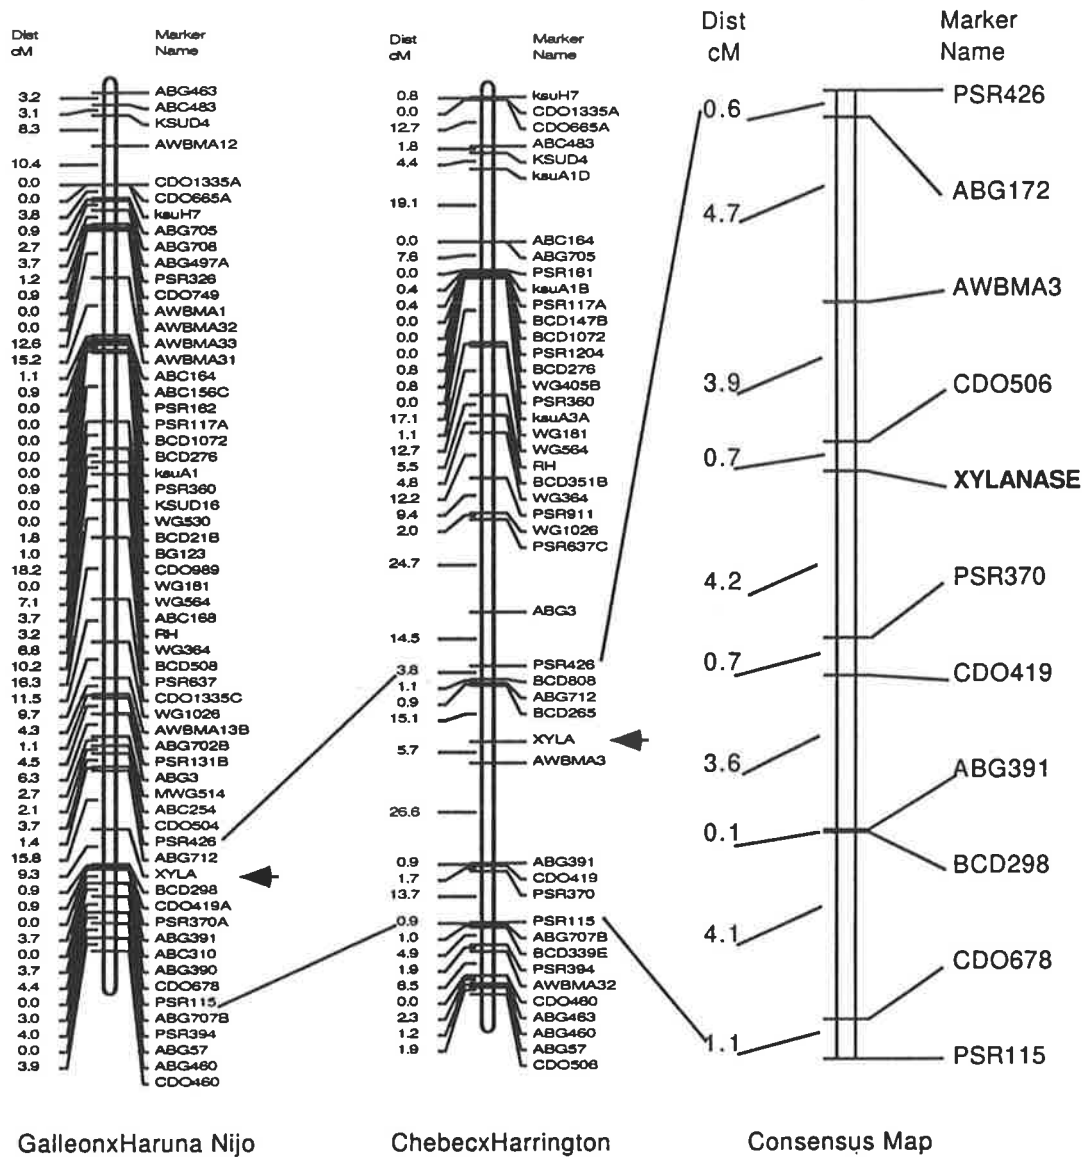 Dist
cM
Marker
Name
3.2
3.1
8.3
10.4
0.0
0.0
3.8
0.9
2.7
3.7
1.2
0.9
0.0
0.0
12.6
15.2
1.1
0.9
0.0
0.0
0.0
0.0
0.0
0.9
0.0
0.0
1.8
1.0
18.2
0.0
7.1
3.7
3.2
6.8
10.2
16.3
11.5
9.7
4.3
1.1
4.5
6.3
2.7
2.1
3.7
1.4
15.8
9.3
0.9
0.9
0.0
3.7
0.0
3.7
4.4
0.0
3.0
4.0
0.0
3.9
ABG463
ABC483
KSUD4
AWBMA12
CDO1335A
CDO665A
ksuH7
ABG705
ABG708
ABG497A
PSR326
CDO749
AWBMA1
AWBMA32
AWBMA33
AWBMA31
ABC164
ABC156C
PSR162
PSR117A
BCD1072
BCD276
ksuA1
PSR360
KSUD16
WG530
BCD21B
BG123
CDO989
WG181
WG564
ABC168
RH
WG364
BCD508
PSR637
CDO1335C
WG1026
AWBMA13B
ABG702B
PSR131B
ABG3
MWG514
ABC254
CDO504
PSR426
ABG712
XYLA
BCD298
CDO419A
PSR370A
ABG391
ABC310
ABG390
CDO678
PSR115
ABG707B
PSR394
ABG57
ABG460
CDO460
GalleonxHaruna Nijo
Dist
cM
Marker
Name
0.8
0.0
12.7
1.8
4.4
19.1
0.0
7.6
0.0
0.4
0.4
0.0
0.0
0.0
0.8
0.8
0.0
17.1
1.1
12.7
5.5
4.8
12.2
9.4
2.0
24.7
14.5
3.8
1.1
0.9
15.1
5.7
26.6
0.9
1.7
13.7
0.9
1.0
4.9
1.9
6.5
0.0
2.3
1.2
1.9
ksuH7
CDO1335A
CDO665A
ABC483
KSUD4
ksuA1D
ABC164
ABG705
PSR161
ksuA1B
PSR117A
BCD147B
BCD1072
PSR1204
BCD276
WG405B
PSR360
ksuA3A
WG181
WG564
RH
BCD351B
WG364
PSR911
WG1026
PSR637C
ABG3
PSR426
BCD808
ABG712
BCD265
XYLA
AWBMA3
ABG391
CDO419
PSR370
PSR115
ABG707B
BCD339E
PSR394
AWBMA32
CDO460
ABG463
ABG460
ABG57
CDO506
ChebecxHarrington
Dist
cM
Marker
Name
0.6
4.7
3.9
0.7
4.2
0.7
3.6
0.1
4.1
1.1
PSR426
ABG172
AWBMA3
CDO506
XYLANASE
PSR370
CDO419
ABG391
BCD298
CDO678
PSR115
Consensus Map